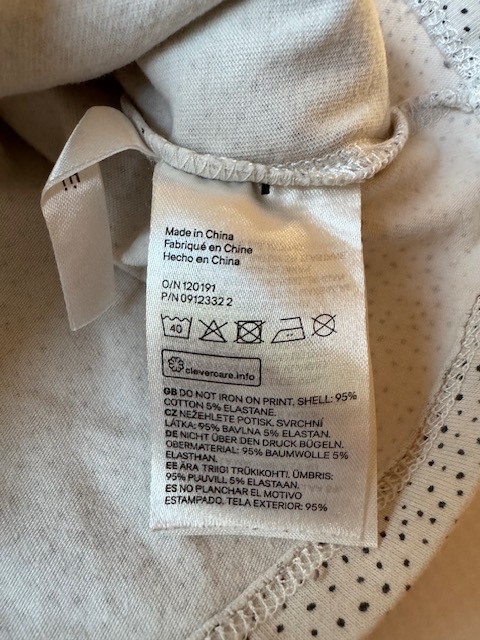 Made in China
Fabriqué en Chine
Hecho en China
O/N 120191
P/N 0912332 2
40
clevercare.info
GB DO NOT IRON ON PRINT. SHELL: 95%
COTTON 5% ELASTANE.
CZ NEŽEHLETE POTISK. SVRCHNÍ
LÁTKA: 95% BAVLNA 5% ELASTAN.
DE NICHT ÜBER DEN DRUCK BÜGELN.
OBERMATERIAL: 95% BAUMWOLLE 5%
ELASTHAN.
EE ÄRA TRIIGI TRÜKIKOHTI. ÜMBRIS:
95% PUUVILL 5% ELASTAAN.
ES NO PLANCHAR EL MOTIVO
ESTAMPADO. TELA EXTERIOR: 95%